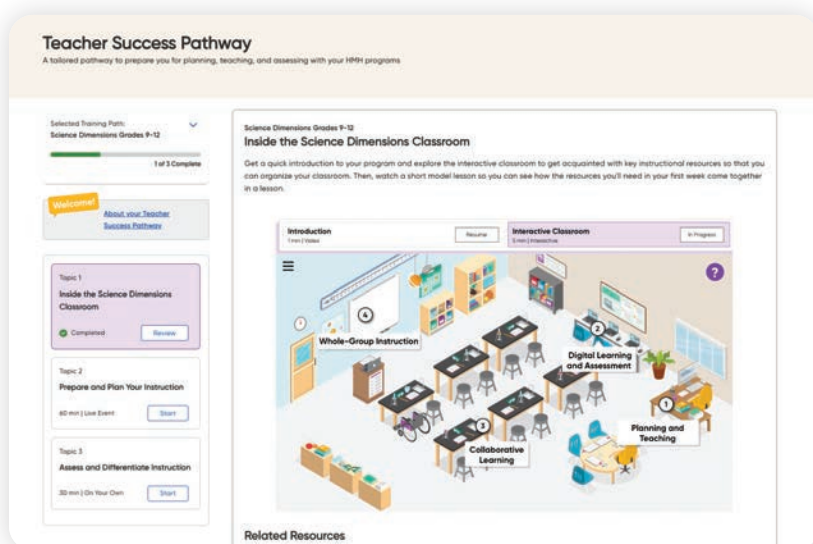 Teacher Success Pathway
A tailored pathway to prepare you for planning, teaching, and assessing with your HMH programs
Selected Training Path:
Science Dimensions Grades 9-12
1 of 3 Complete
Welcome!
About your Teacher
Success Pathway
Topic 1
Inside the Science Dimensions
Classroom
Completed
Review
Topic 2
Prepare and Plan Your Instruction
60 min | Live Event
Start
Topic 3
Assess and Differentiate Instruction
30 min | On Your Own
Start
Science Dimensions Grades 9-12
Inside the Science Dimensions Classroom
Get a quick introduction to your program and explore the interactive classroom to get acquainted with key instructional resources so that you
can organize your classroom. Then, watch a short model lesson so you can see how the resources you'll need in your first week come together
in a lesson.
Introduction
1 min | Video
Resume
Interactive Classroom
5 min | Interactive
In Progress
?
4
Whole-Group Instruction
2
Digital Learning
and Assessment
1
Planning and
Teaching
3
Collaborative
Learning
Related Resources